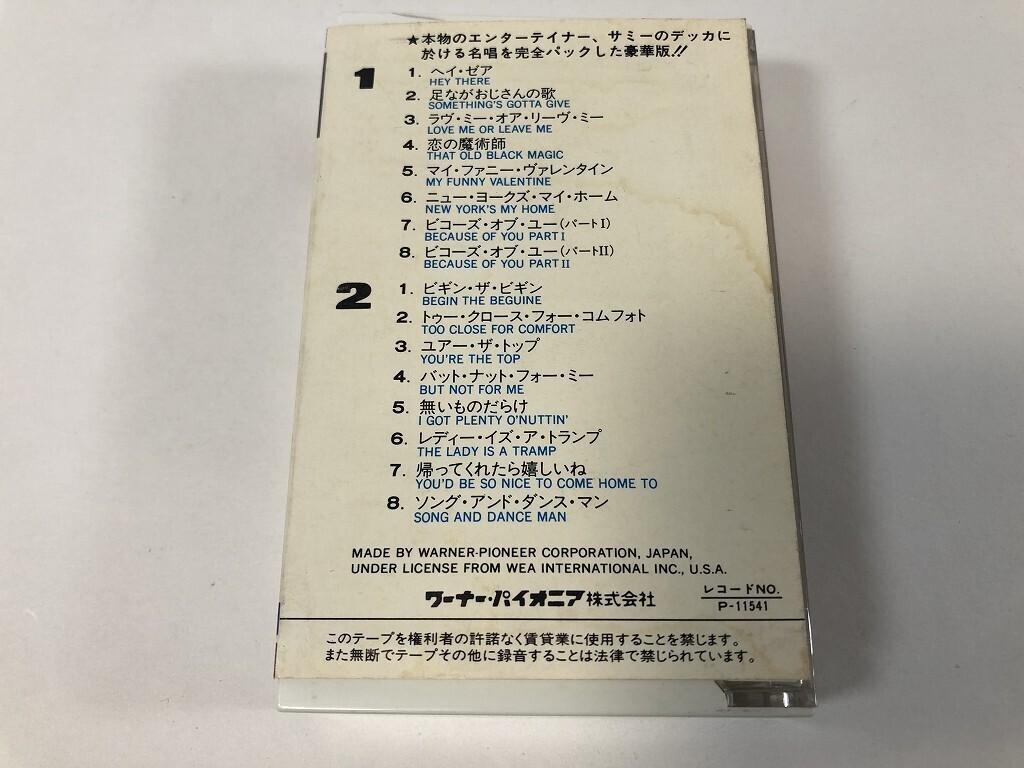 ★本物のエンターテイナー、サミーのデッカに
於ける名唱を完全パックした豪華版!!
1
1. ヘイ・ゼア
HEY THERE
2. 足ながおじさんの歌
SOMETHING'S GOTTA GIVE
3. ラヴ・ミー・オア・リーヴ・ミー
LOVE ME OR LEAVE ME
4. 恋の魔術師
THAT OLD BLACK MAGIC
5. マイ・ファニー・ヴァレンタイン
MY FUNNY VALENTINE
6. ニュー・ヨークズ・マイ・ホーム
NEW YORK'S MY HOME
7. ビコーズ・オブ・ユー(パートI)
BECAUSE OF YOU PART I
8. ビコーズ・オブ・ユー(パートII)
BECAUSE OF YOU PART II
2
1. ビギン・ザ・ビギン
BEGIN THE BEGUINE
2. トゥー・クロース・フォー・コムフォト
TOO CLOSE FOR COMFORT
3. ユアー・ザ・トップ
YOU'RE THE TOP
4. バット・ナット・フォー・ミー
BUT NOT FOR ME
5. 無いものだらけ
I GOT PLENTY O'NUTTIN'
6. レディー・イズ・ア・トランプ
THE LADY IS A TRAMP
7. 帰ってくれたら嬉しいね
YOU'D BE SO NICE TO COME HOME TO
8. ソング・アンド・ダンス・マン
SONG AND DANCE MAN
MADE BY WARNER-PIONEER CORPORATION, JAPAN,
UNDER LICENSE FROM WEA INTERNATIONAL INC., U.S.A.
ワーナー・パイオニア株式会社
レコードNO.
P-11541
このテープを権利者の許諾なく賃貸業に使用することを禁じます。
また無断でテープその他に録音することは法律で禁じられています。